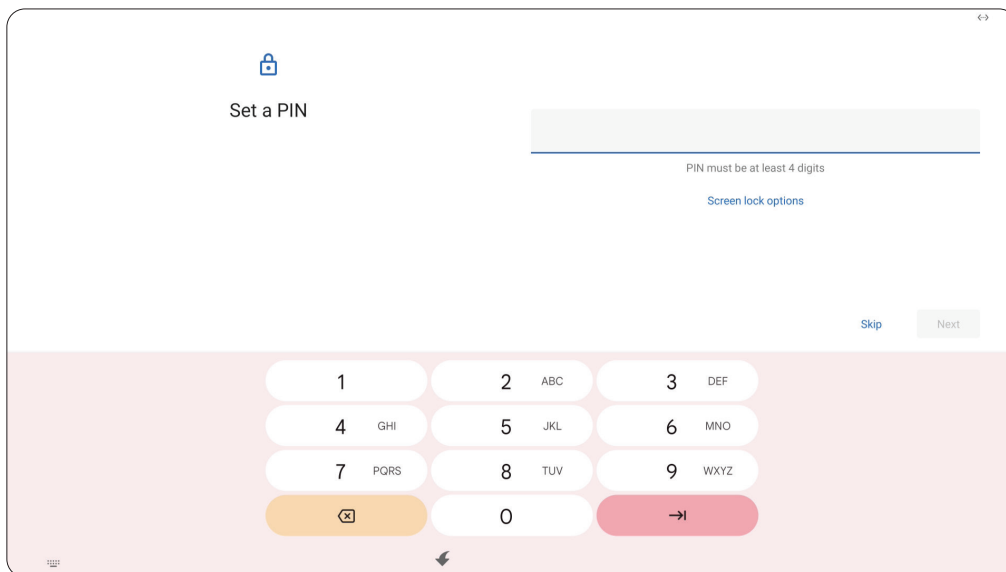 Set a PIN
PIN must be at least 4 digits
Screen lock options
Skip Next
1 2 ABC 3 DEF
4 GHI 5 JKL 6 MNO
7 PQRS 8 TUV 9 WXYZ
0